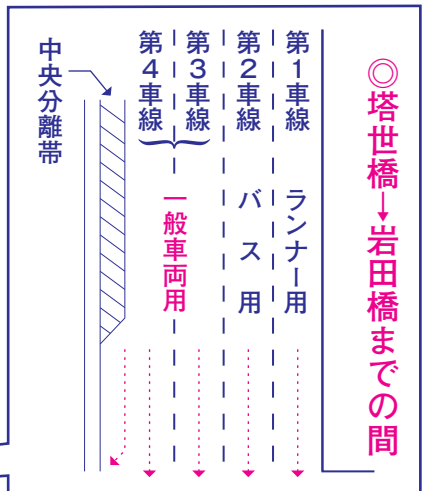 ◎塔世橋→岩田橋までの間
第1車線 ランナー用
第2車線 バス用
第3車線
第4車線
一般車両用
中央分離帯